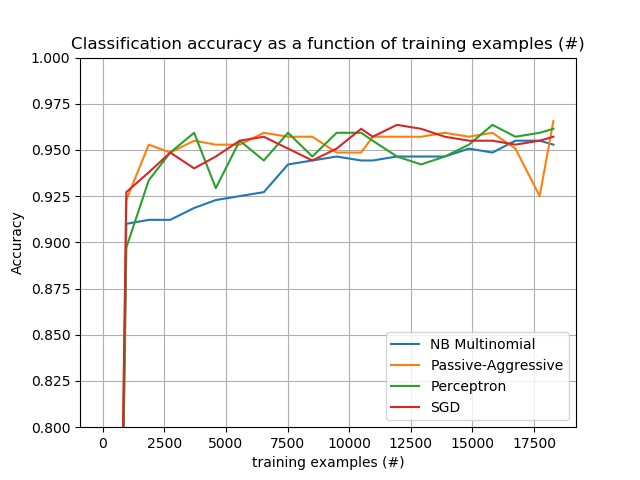 Classification accuracy as a function of training examples (#)
1.000
0.975
0.950
0.925
0.900
0.875
0.850
0.825
0.800
Accuracy
NB Multinomial
Passive-Aggressive
Perceptron
SGD
0 2500 5000 7500 10000 12500 15000 17500
training examples (#)